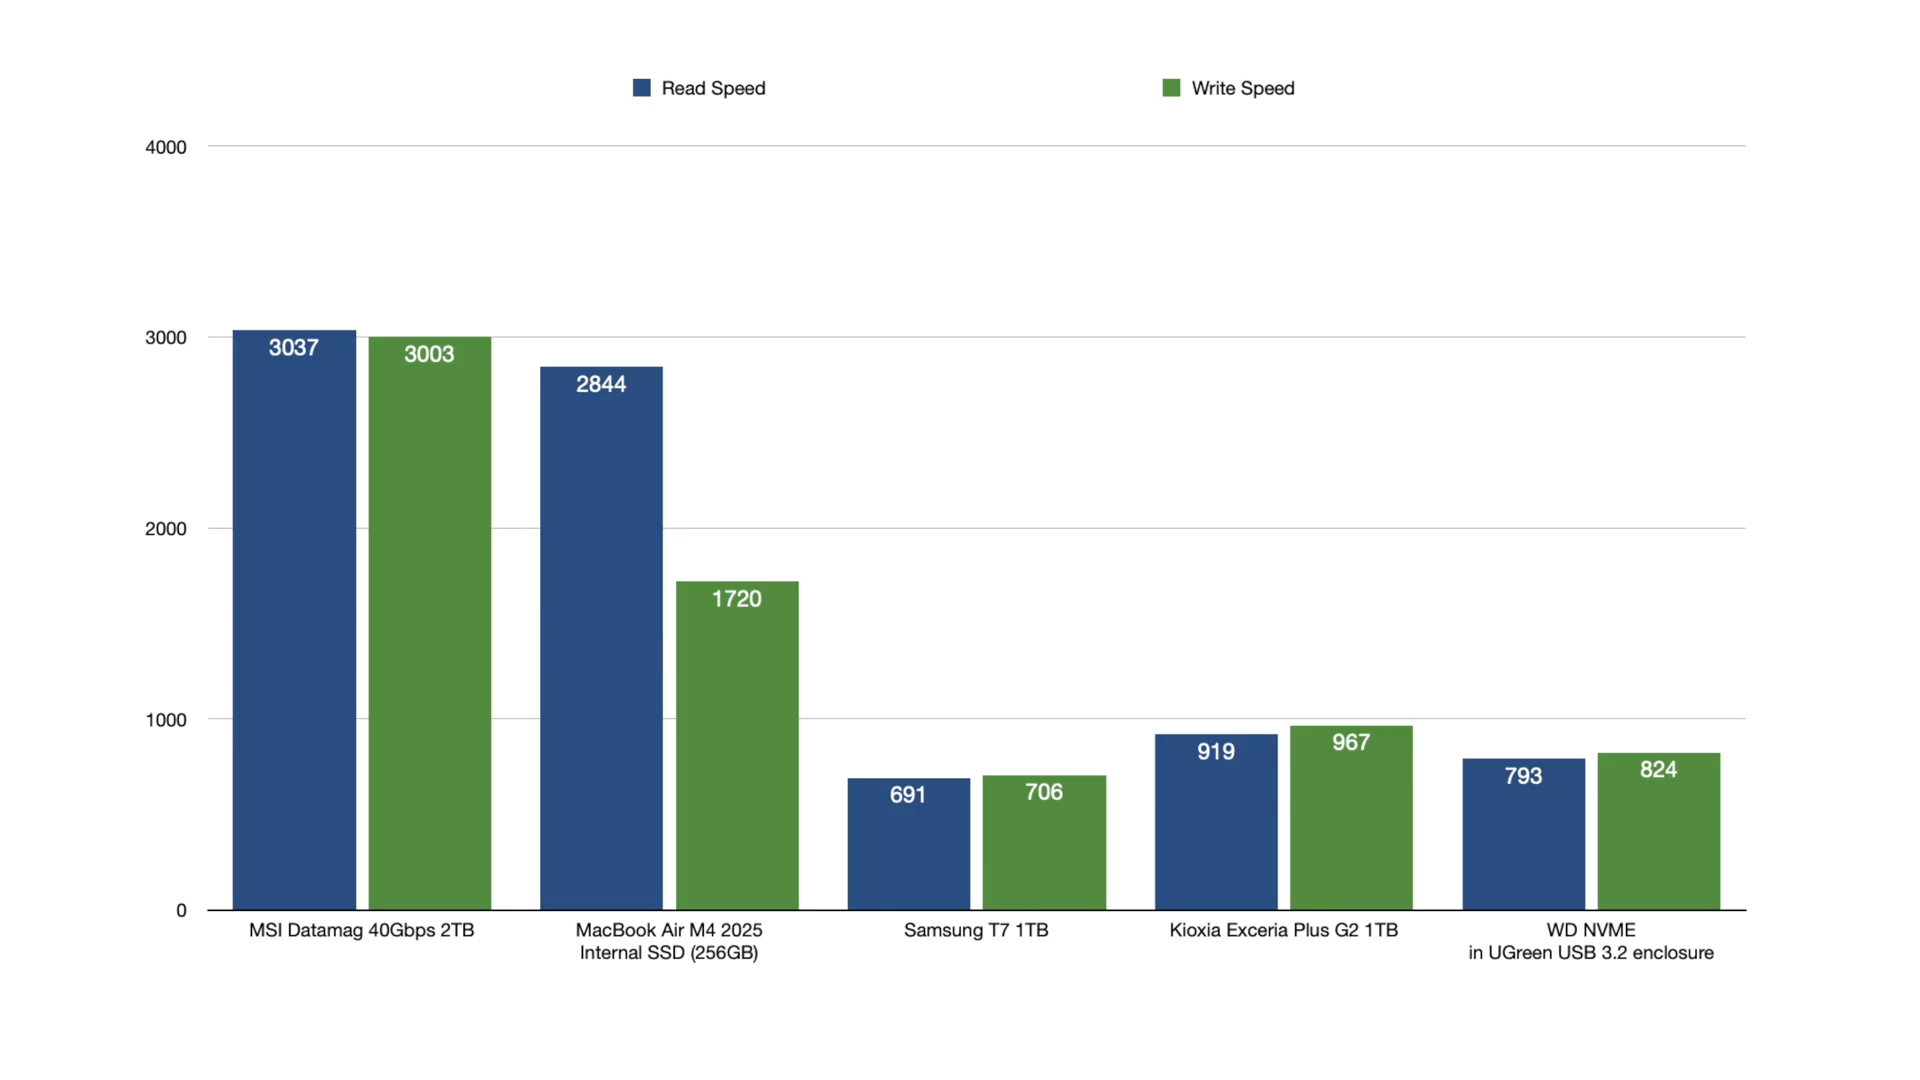 Read Speed
Write Speed
4000
3000
2000
1000
0
3037
3003
2844
1720
691
706
919
967
793
824
MSI Datamag 40Gbps 2TB
MacBook Air M4 2025
Internal SSD (256GB)
Samsung T7 1TB
Kioxia Exceria Plus G2 1TB
WD NVME
in UGreen USB 3.2 enclosure